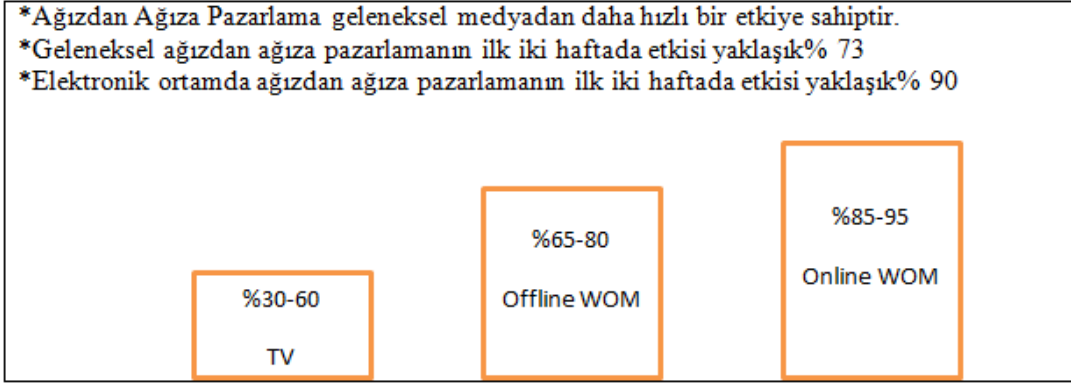 *Ağızdan Ağıza Pazarlama geleneksel medyadan daha hızlı bir etkiye sahiptir.
*Geleneksel ağızdan ağıza pazarlamanın ilk iki haftada etkisi yaklaşık% 73
*Elektronik ortamda ağızdan ağıza pazarlamanın ilk iki haftada etkisi yaklaşık% 90
%30-60
TV
%65-80
Offline WOM
%85-95
Online WOM